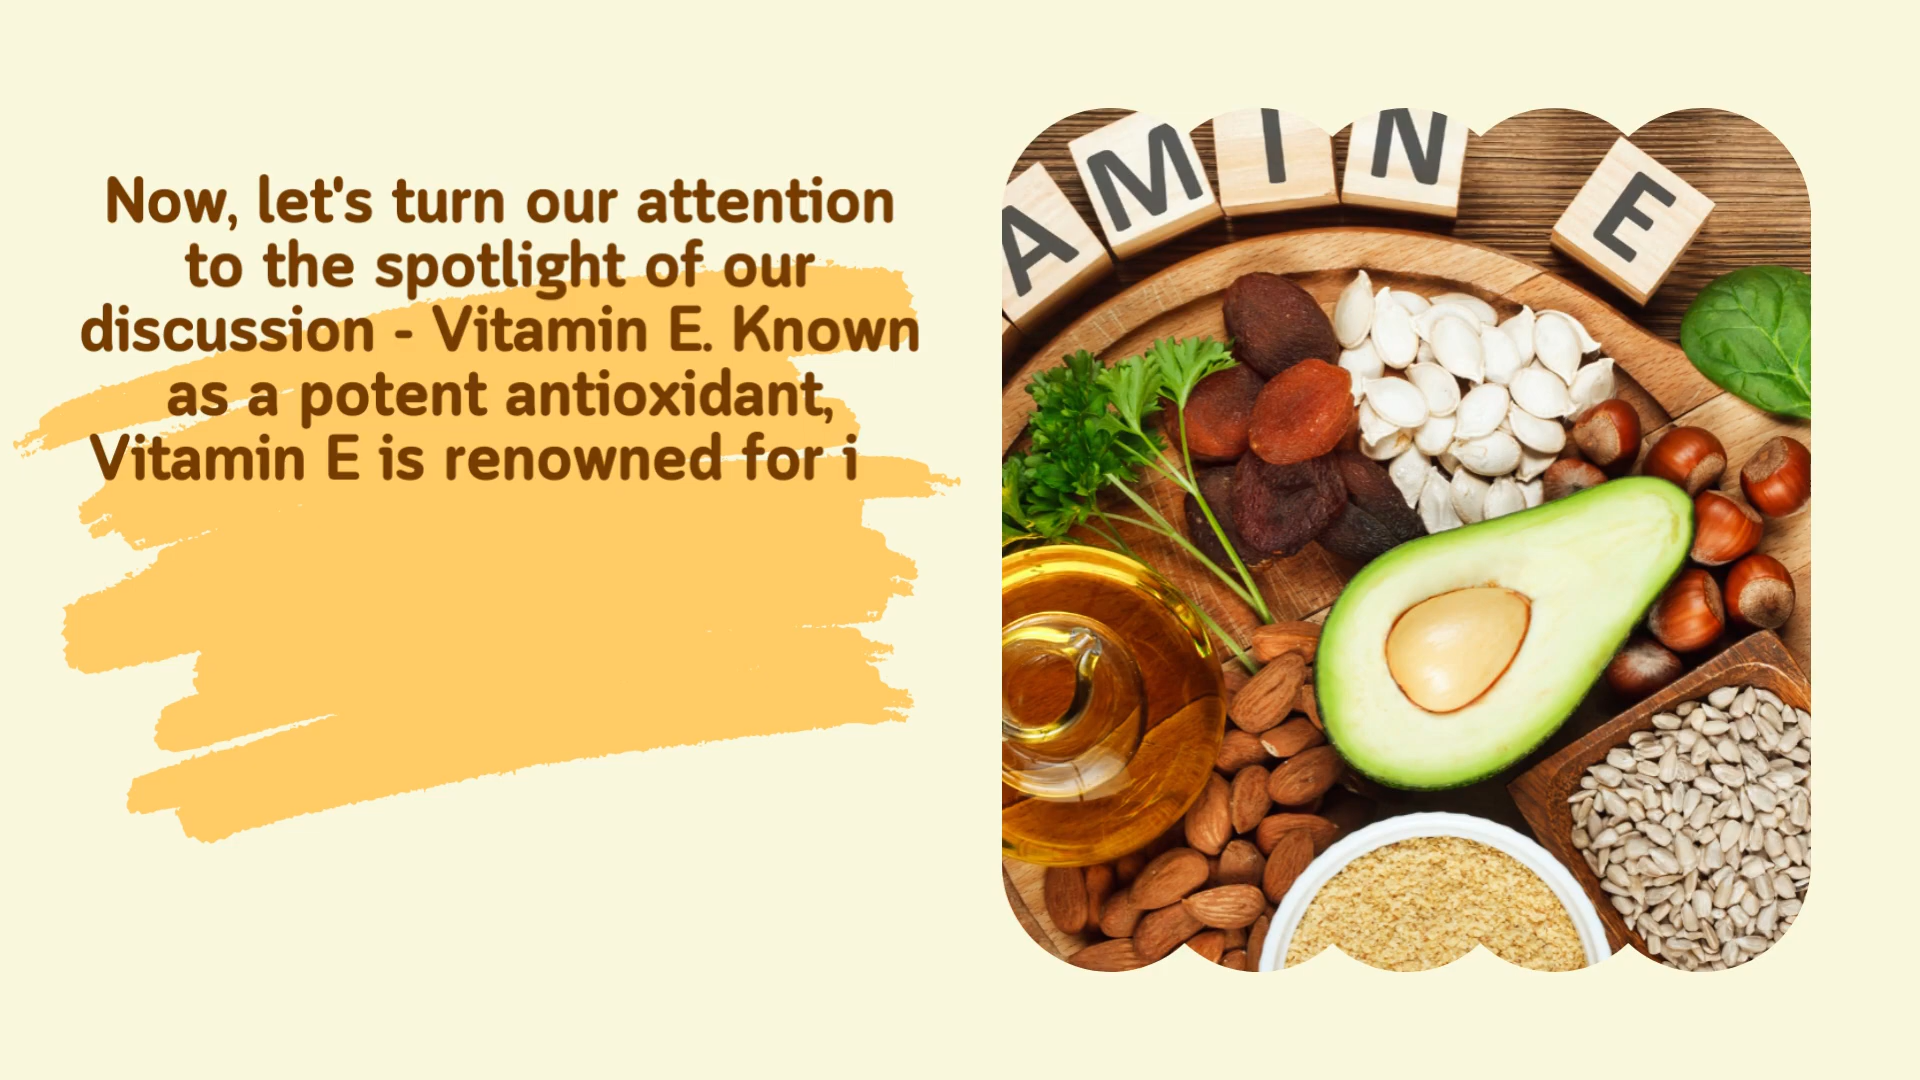 Now, let's turn our attention
to the spotlight of our
discussion - Vitamin E. Known
as a potent antioxidant,
Vitamin E is renowned for i
AMIN E